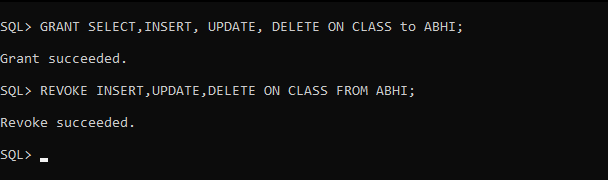 SQL> GRANT SELECT,INSERT, UPDATE, DELETE ON CLASS to ABHI;
Grant succeeded.
SQL> REVOKE INSERT,UPDATE,DELETE ON CLASS FROM ABHI;
Revoke succeeded.
SQL>